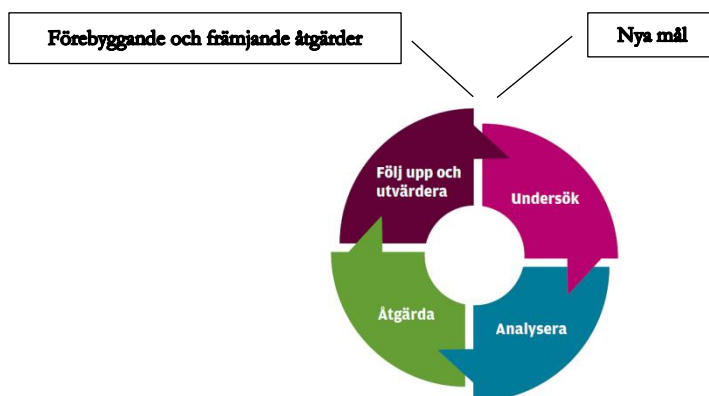 Förebyggande och främjande åtgärder
Nya mål
Följ upp och
utvärdera
Undersök
Åtgärda
Analysera